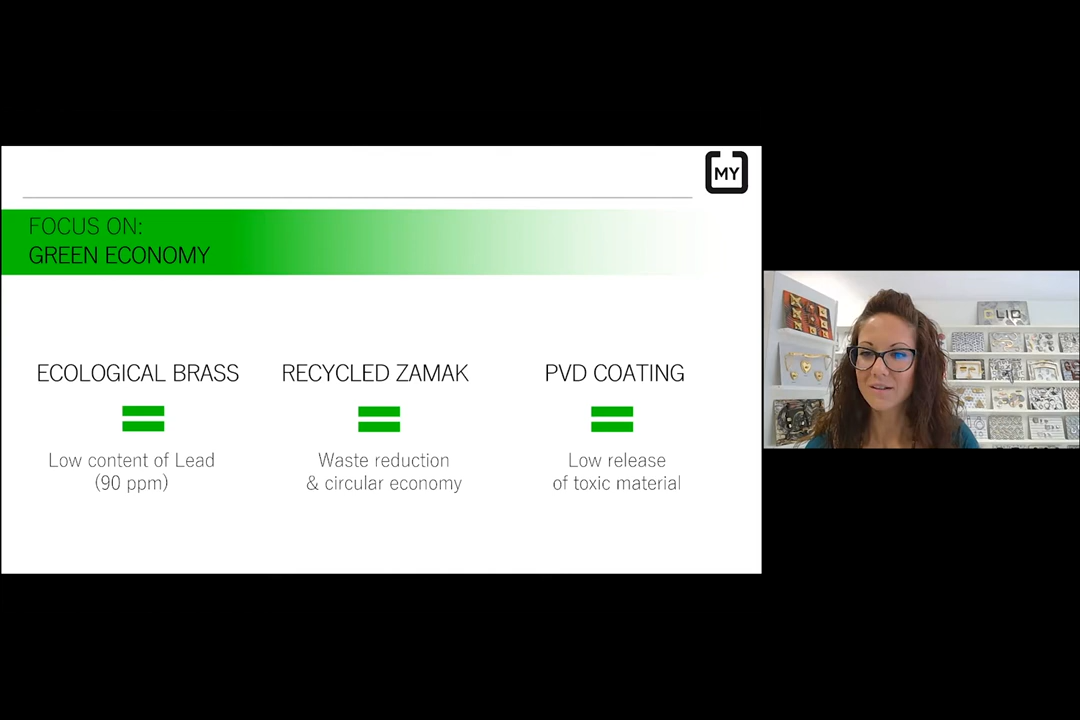 MY
FOCUS ON:
GREEN ECONOMY
ECOLOGICAL BRASS
RECYCLED ZAMAK
PVD COATING
Low content of Lead
(90 ppm)
Waste reduction
& circular economy
Low release
of toxic material